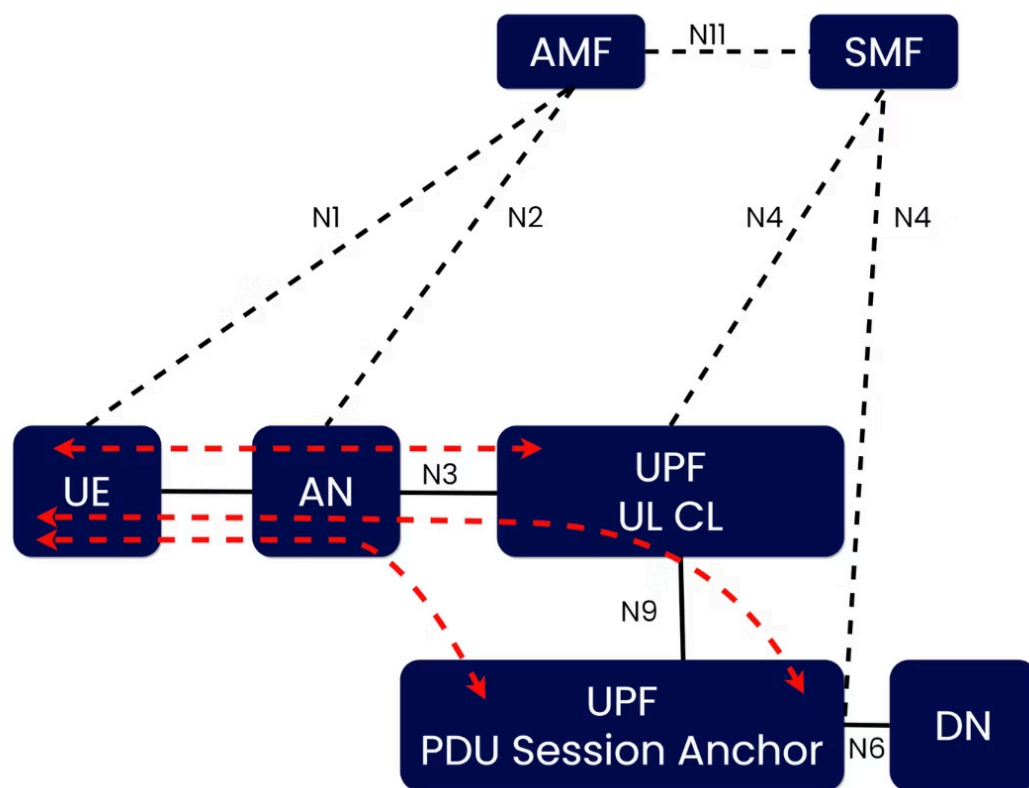 AMF
N11
SMF
N1
N2
N4
N4
UE
AN
N3
UPF
UL CL
N9
UPF
PDU Session Anchor
N6
DN